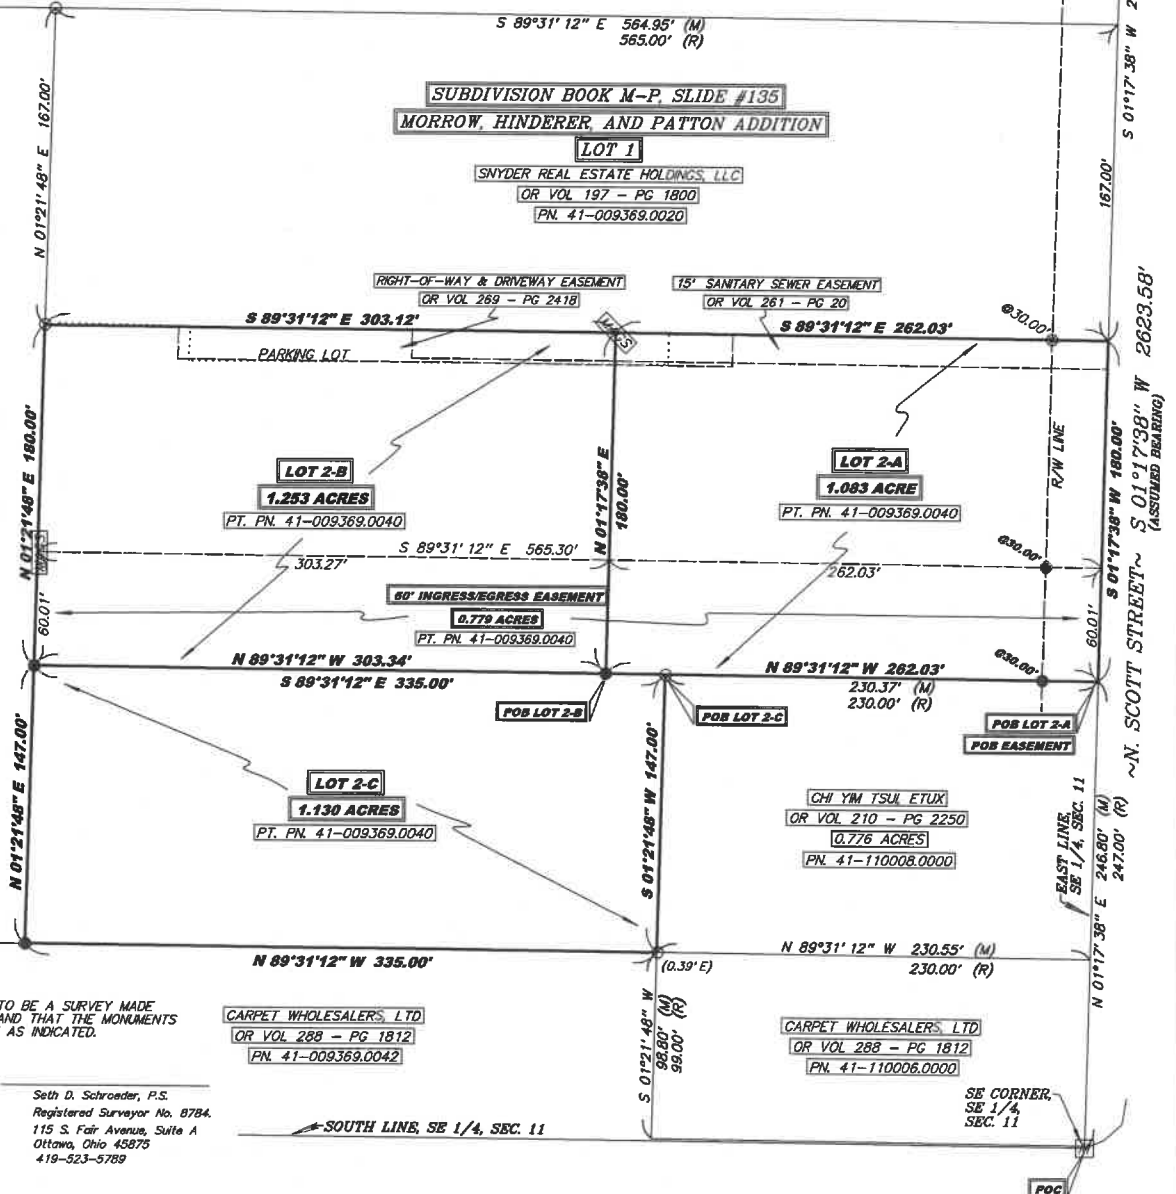 S 89°31'12" E 564.95' (M)
565.00' (R)
S 01°17'38" W
N 01°21'48" E 167.00'
167.00'
SUBDIVISION BOOK M-P, SLIDE #135
MORROW, HINDERER, AND PATTON ADDITION
LOT 1
SNYDER REAL ESTATE HOLDINGS, LLC
OR VOL 197 - PG 1800
PN. 41-009369.0020
RIGHT-OF-WAY & DRIVEWAY EASEMENT
OR VOL 269 - PG 2418
15' SANITARY SEWER EASEMENT
OR VOL 261 - PG 20
S 89°31'12" E 303.12'
MAGS
S 89°31'12" E 262.03'
@30.00'
PARKING LOT
N 01°21'48" E 180.00'
MAGS
LOT 2-B
1.253 ACRES
PT. PN. 41-009369.0040
N 01°17'38" E
180.00'
LOT 2-A
1.083 ACRE
PT. PN. 41-009369.0040
R/W LINE
S 01°17'38" W 180.00'
~N. SCOTT STREET~ S 01°17'38" W 2623.58'
(ASSUMED BEARING)
S 89°31'12" E 565.30'
303.27'
262.03'
@30.00'
60' INGRESS/EGRESS EASEMENT
0.779 ACRES
PT. PN. 41-009369.0040
60.01'
60.01'
N 89°31'12" W 303.34'
S 89°31'12" E 335.00'
N 89°31'12" W 262.03'
230.37' (M)
230.00' (R)
@30.00'
POB LOT 2-B
POB LOT 2-C
POB LOT 2-A
POB EASEMENT
N 01°21'48" E 147.00'
LOT 2-C
1.130 ACRES
PT. PN. 41-009369.0040
S 01°21'48" W 147.00'
CHI YIM TSUI, ETUX
OR VOL 210 - PG 2250
0.776 ACRES
PN. 41-110008.0000
EAST LINE,
SE 1/4, SEC. 11
N 01°17'38" E 246.80' (M)
247.00' (R)
N 89°31'12" W 335.00'
(0.39' E)
N 89°31'12" W 230.55' (M)
230.00' (R)
TO BE A SURVEY MADE
AND THAT THE MONUMENTS
AS INDICATED.
CARPET WHOLESALERS, LTD
OR VOL 288 - PG 1812
PN. 41-009369.0042
S 01°21'48" W
98.80' (M)
99.00' (R)
CARPET WHOLESALERS, LTD
OR VOL 288 - PG 1812
PN. 41-110006.0000
Seth D. Schroeder, P.S.
Registered Surveyor No. 8784.
115 S. Fair Avenue, Suite A
Ottawa, Ohio 45875
419-523-5789
SOUTH LINE, SE 1/4, SEC. 11
SE CORNER,
SE 1/4,
SEC. 11
POC